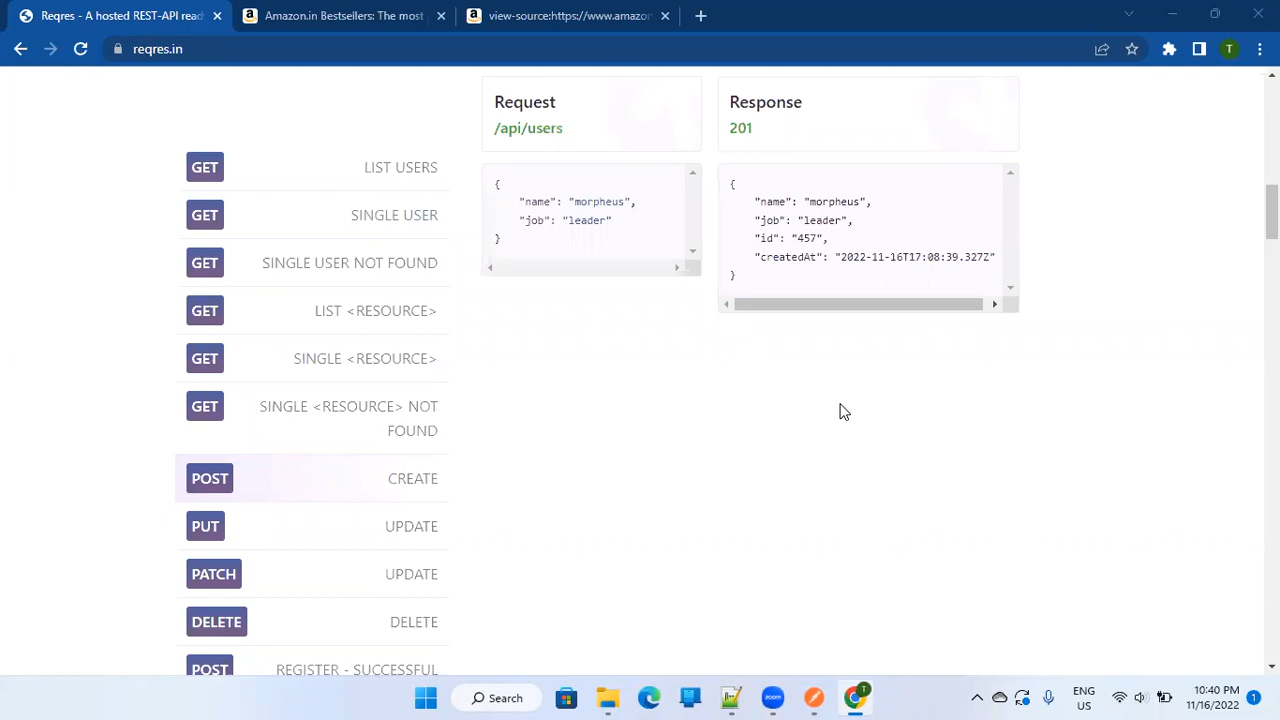 Reqres - A hosted REST-API read
Amazon.in Bestsellers: The most
view-source:https://www.amazon
reqres.in
T
Request
/api/users
Response
201
{
"name": "morpheus",
"job": "leader"
}
{
"name": "morpheus",
"job": "leader",
"id": "457",
"createdAt": "2022-11-16T17:08:39.327Z"
}
GET LIST USERS
GET SINGLE USER
GET SINGLE USER NOT FOUND
GET LIST <RESOURCE>
GET SINGLE <RESOURCE>
GET SINGLE <RESOURCE> NOT
FOUND
POST CREATE
PUT UPDATE
PATCH UPDATE
DELETE DELETE
POST REGISTER - SUCCESSFUL
Search
zoom
T
ENG
US
10:40 PM
11/16/2022
1